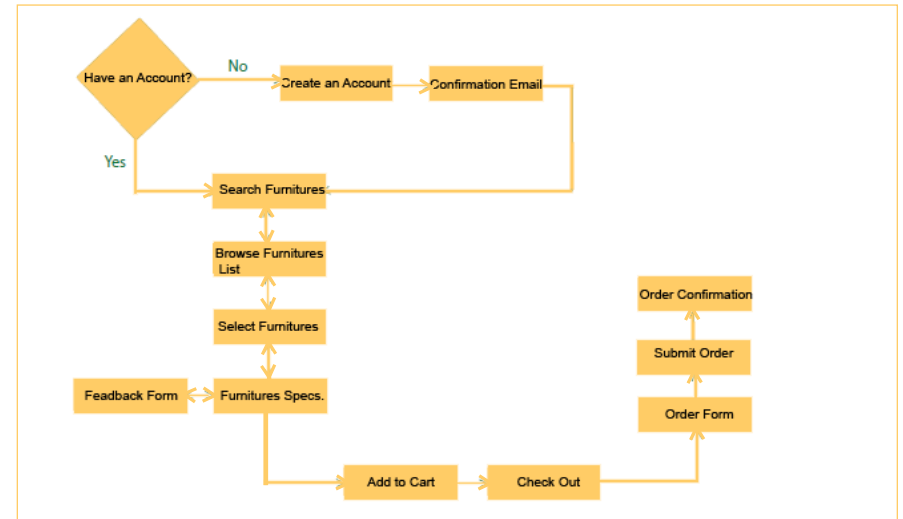 Have an Account?
No
Create an Account
Confirmation Email
Yes
Search Furnitures
Browse Furnitures
List
Select Furnitures
Feadback Form
Furnitures Specs.
Add to Cart
Check Out
Order Form
Submit Order
Order Confirmation